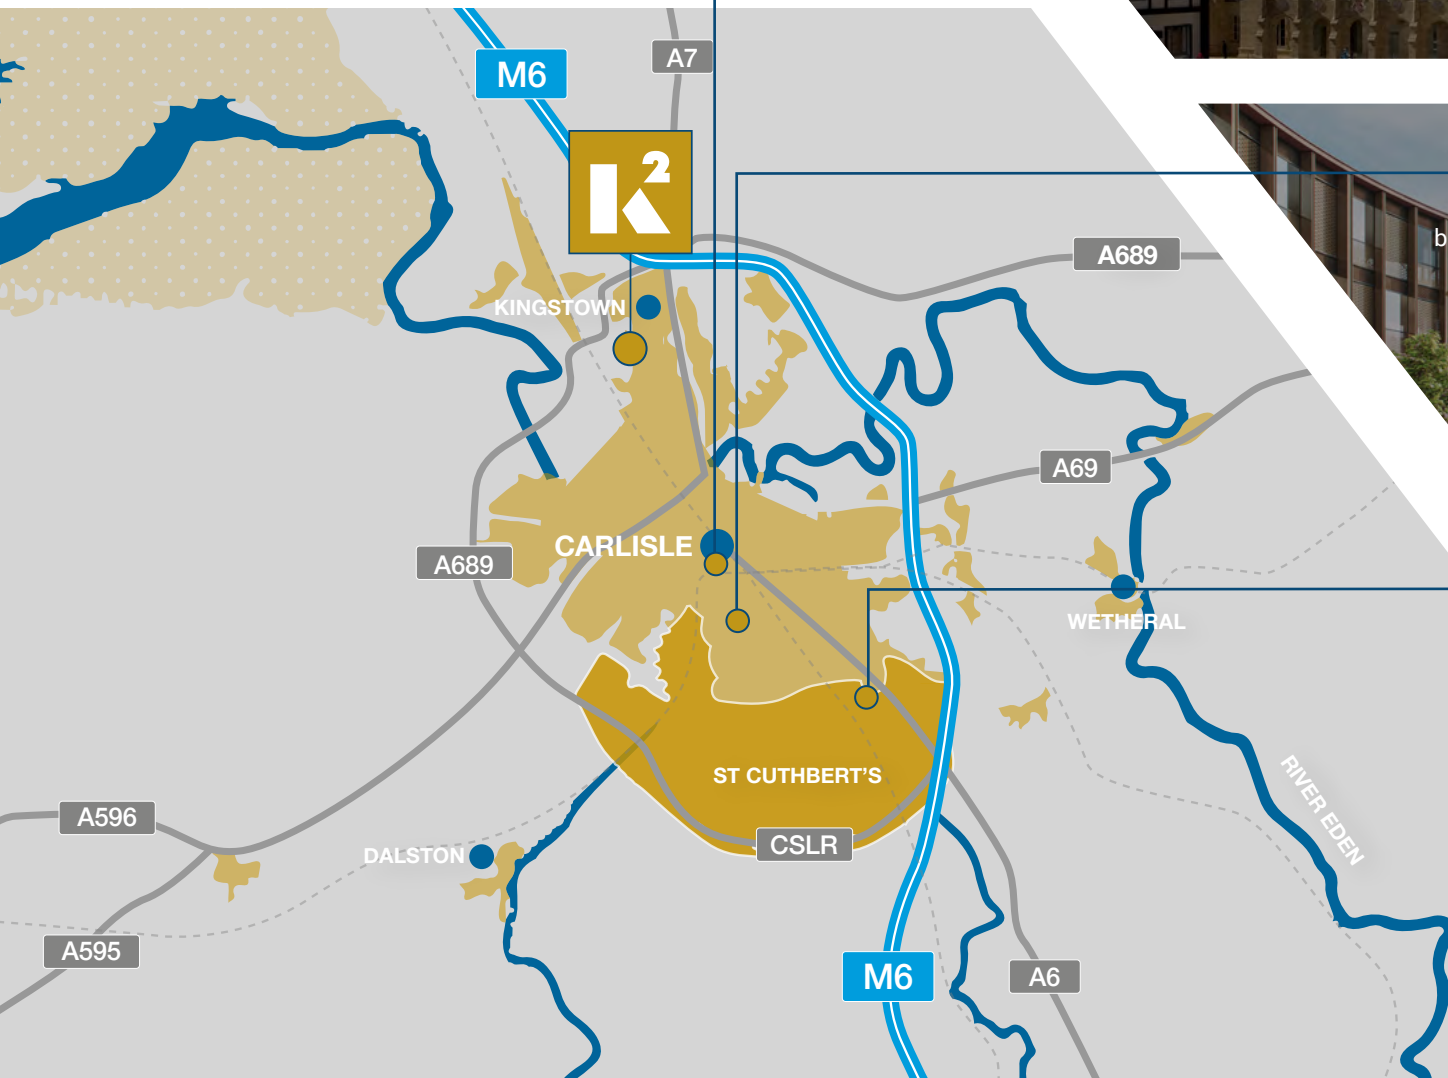 A7
M6
K²
b
A689
KINGSTOWN
A69
CARLISLE
A689
WETHERAL
ST CUTHBERT'S
RIVER EDEN
A596
CSLR
DALSTON
A595
M6
A6